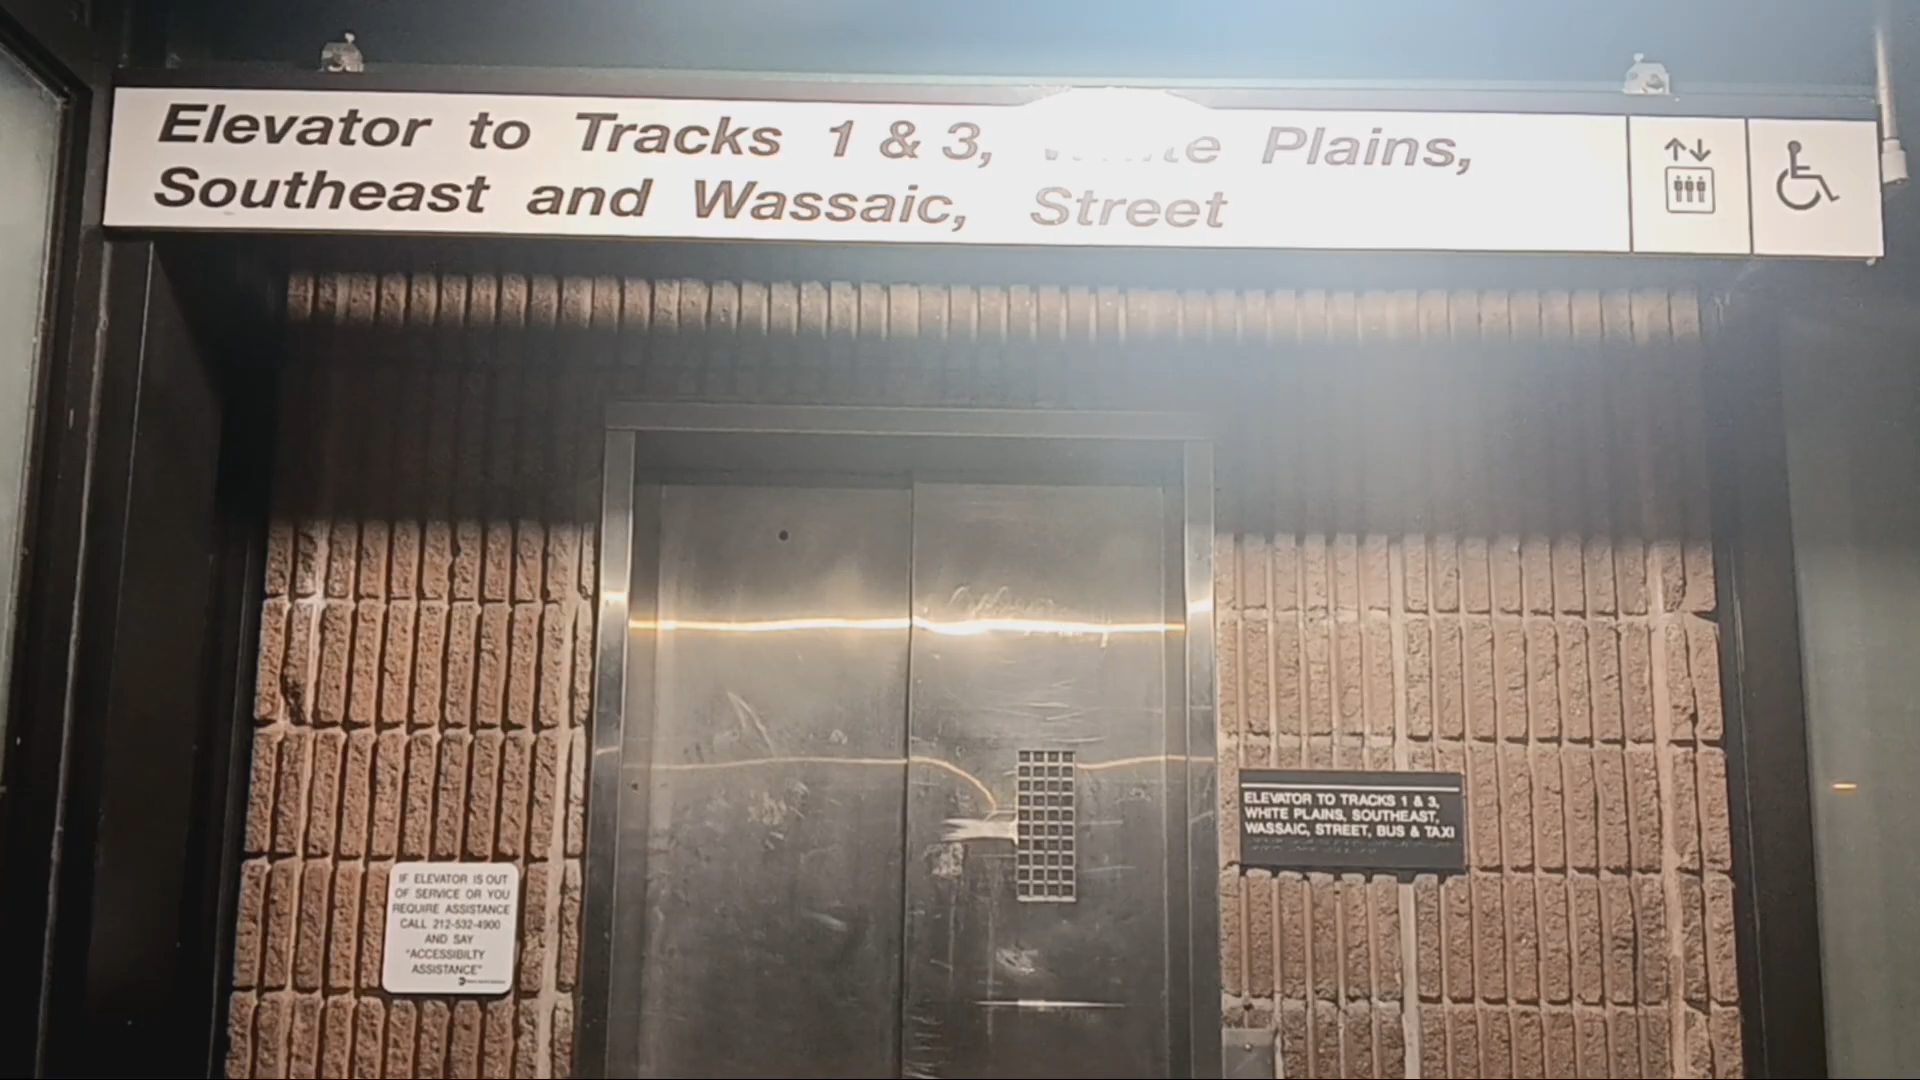 Elevator to Tracks 1 & 3, White Plains,
Southeast and Wassaic, Street
ELEVATOR TO TRACKS 1 & 3,
WHITE PLAINS, SOUTHEAST,
WASSAIC, STREET, BUS & TAXI
IF ELEVATOR IS OUT
OF SERVICE OR YOU
REQUIRE ASSISTANCE
CALL 212-532-4900
AND SAY
"ACCESSIBILTY
ASSISTANCE"